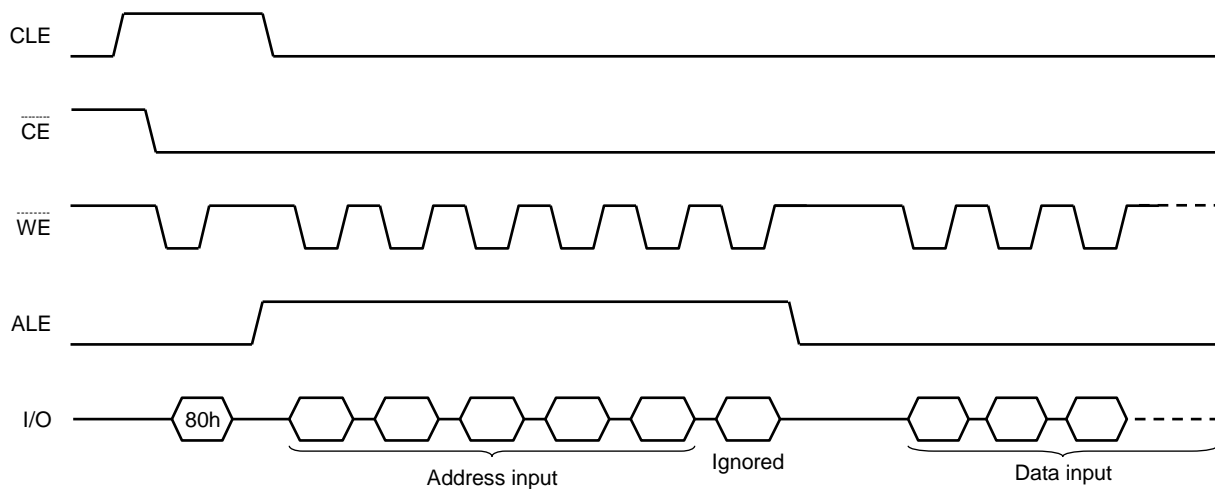 CLE
CE
WE
ALE
I/O
80h
Address input
Ignored
Data input